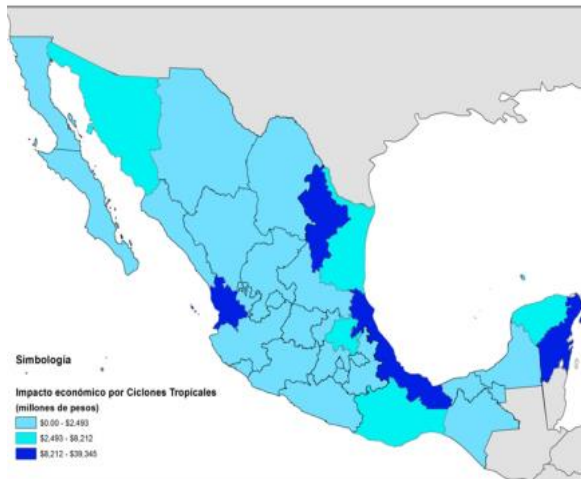 Simbología
Impacto económico por Ciclones Tropicales
(millones de pesos)
$0.00 - $2,493
$2,493 - $8,212
$8,212 - $39,345